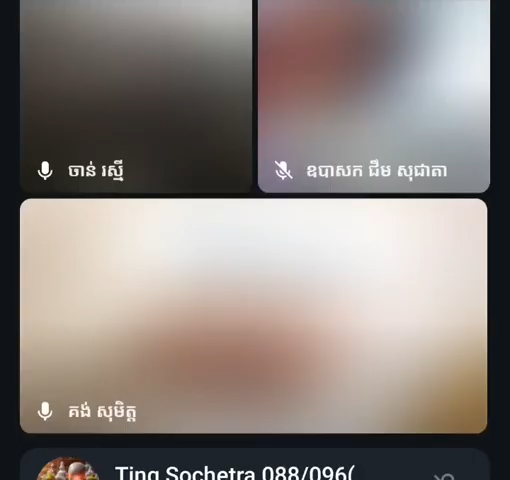 ចាន់ រស្មី
ឧបាសក ជឹម សុជាតា
គង់ សុមិត្ត
Ting Sochetra 088/096(